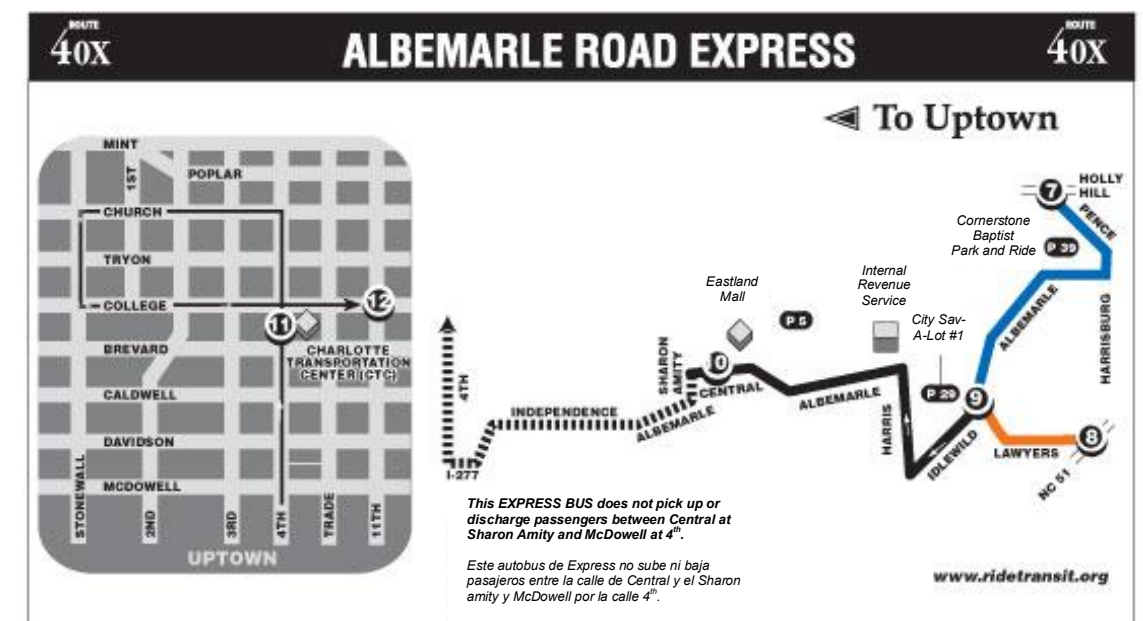 ROUTE
40X
ALBEMARLE ROAD EXPRESS
ROUTE
40X
To Uptown
MINT
1ST
POPLAR
CHURCH
TRYON
COLLEGE
12
11
BREVARD
CHARLOTTE
TRANSPORTATION
CENTER (CTC)
CALDWELL
DAVIDSON
MCDOWELL
STONEWALL
2ND
3RD
4TH
TRADE
11TH
UPTOWN
4TH
I-277
INDEPENDENCE
ALBEMARLE
SHARON
AMITY
10
CENTRAL
Eastland
Mall
P 5
ALBEMARLE
Internal
Revenue
Service
HARRIS
City Sav-
A-Lot #1
P 29
9
IDLEWILD
LAWYERS
8
NC 51
ALBEMARLE
HARRISBURG
Cornerstone
Baptist
Park and Ride
P 39
PENCE
7
HOLLY
HILL
This EXPRESS BUS does not pick up or
discharge passengers between Central at
Sharon Amity and McDowell at 4th.
Este autobus de Express no sube ni baja
pasajeros entre la calle de Central y el Sharon
amity y McDowell por la calle 4th.
www.ridetransit.org